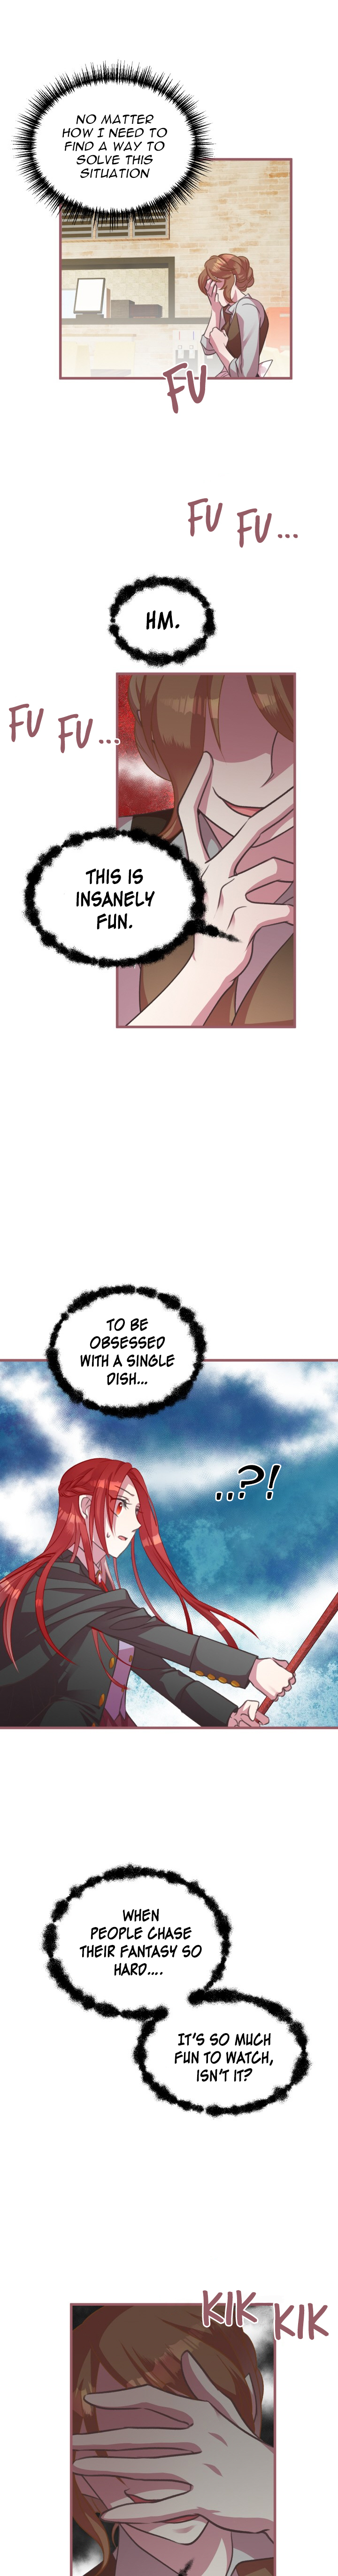 NO MATTER
HOW I NEED TO
FIND A WAY TO
SOLVE THIS
SITUATION
FU
FU
FU...
HM.
FU
FU...
THIS IS
INSANELY
FUN.
TO BE
OBSESSED
WITH A SINGLE
DISH...
...?!
WHEN
PEOPLE CHASE
THEIR FANTASY SO
HARD....
IT'S SO MUCH
FUN TO WATCH,
ISN'T IT?
KIK
KIK